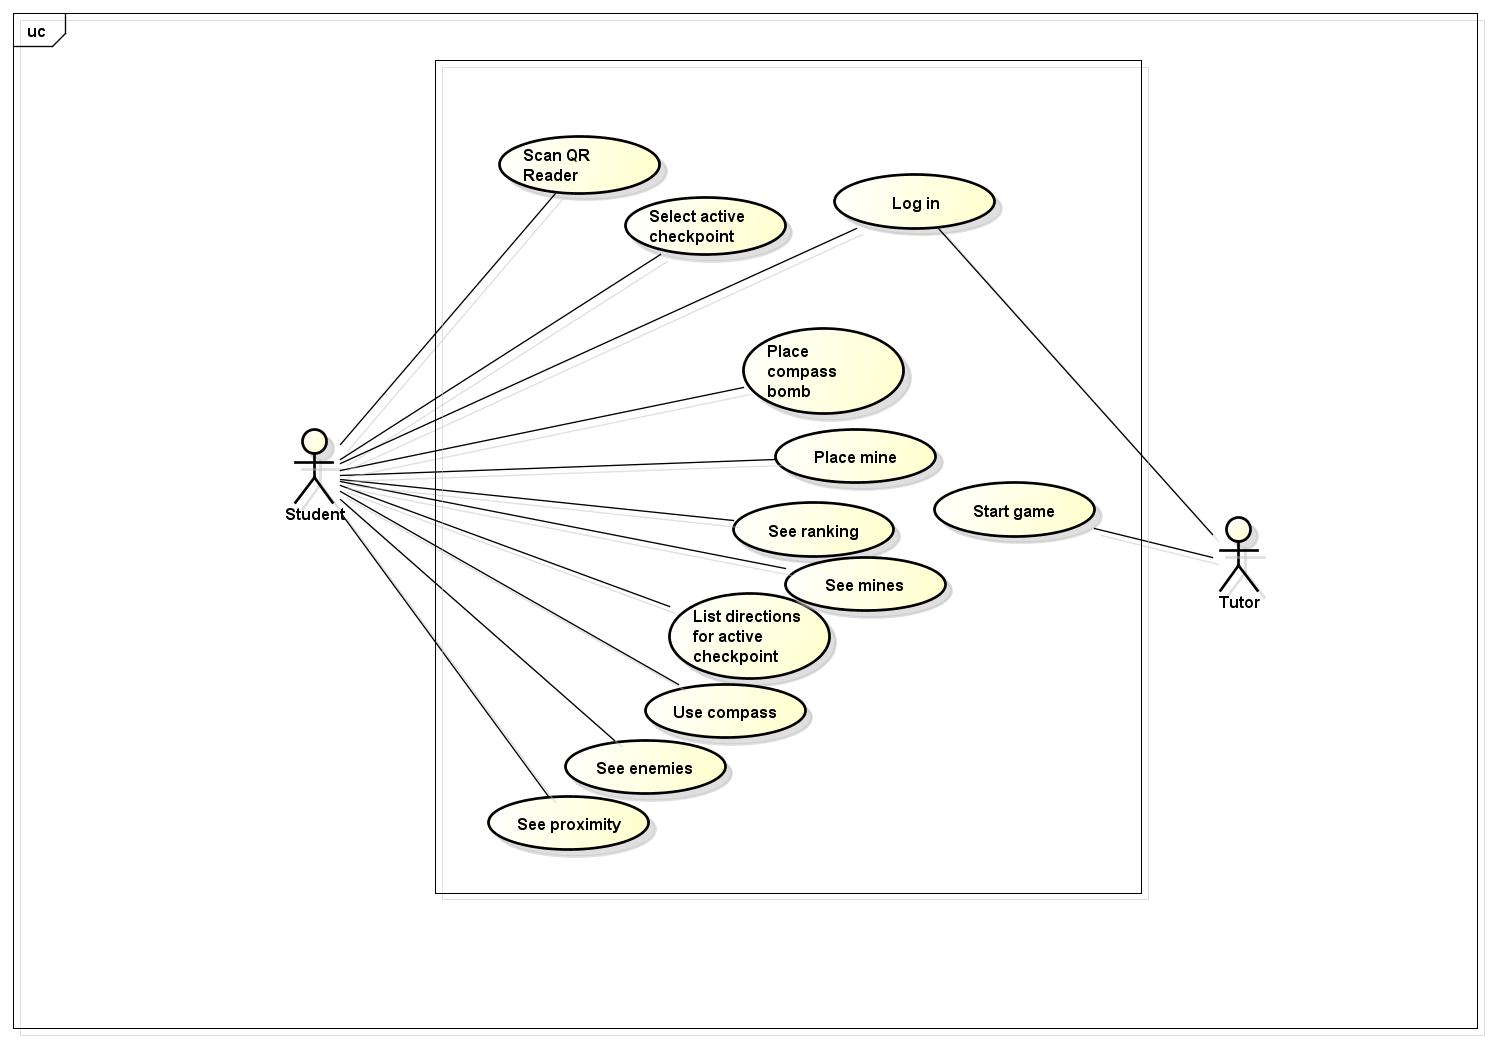 uc
Scan QR
Reader
Select active
checkpoint
Log in
Place
compass
bomb
Place mine
Student
See ranking
Start game
See mines
Tutor
List directions
for active
checkpoint
Use compass
See enemies
See proximity